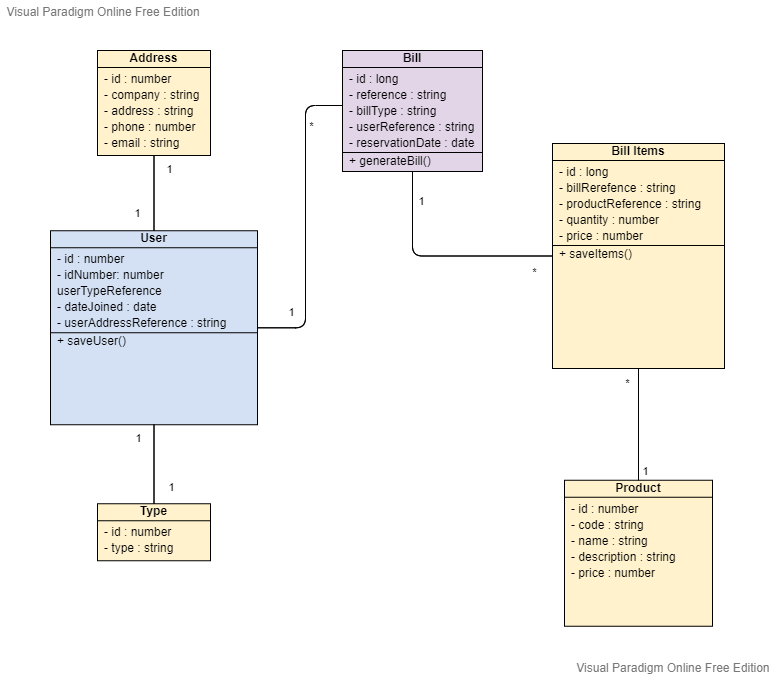 Visual Paradigm Online Free Edition
Address
- id : number
- company : string
- address : string
- phone : number
- email : string
1
1
User
- id : number
- idNumber: number
userTypeReference
- dateJoined : date
- userAddressReference : string
+ saveUser()
1
1
Type
- id : number
- type : string
Bill
- id : long
- reference : string
- billType : string
- userReference : string
- reservationDate : date
+ generateBill()
*
1
1
*
Bill Items
- id : long
- billRerefence : string
- productReference : string
- quantity : number
- price : number
+ saveItems()
*
1
Product
- id : number
- code : string
- name : string
- description : string
- price : number
Visual Paradigm Online Free Edition